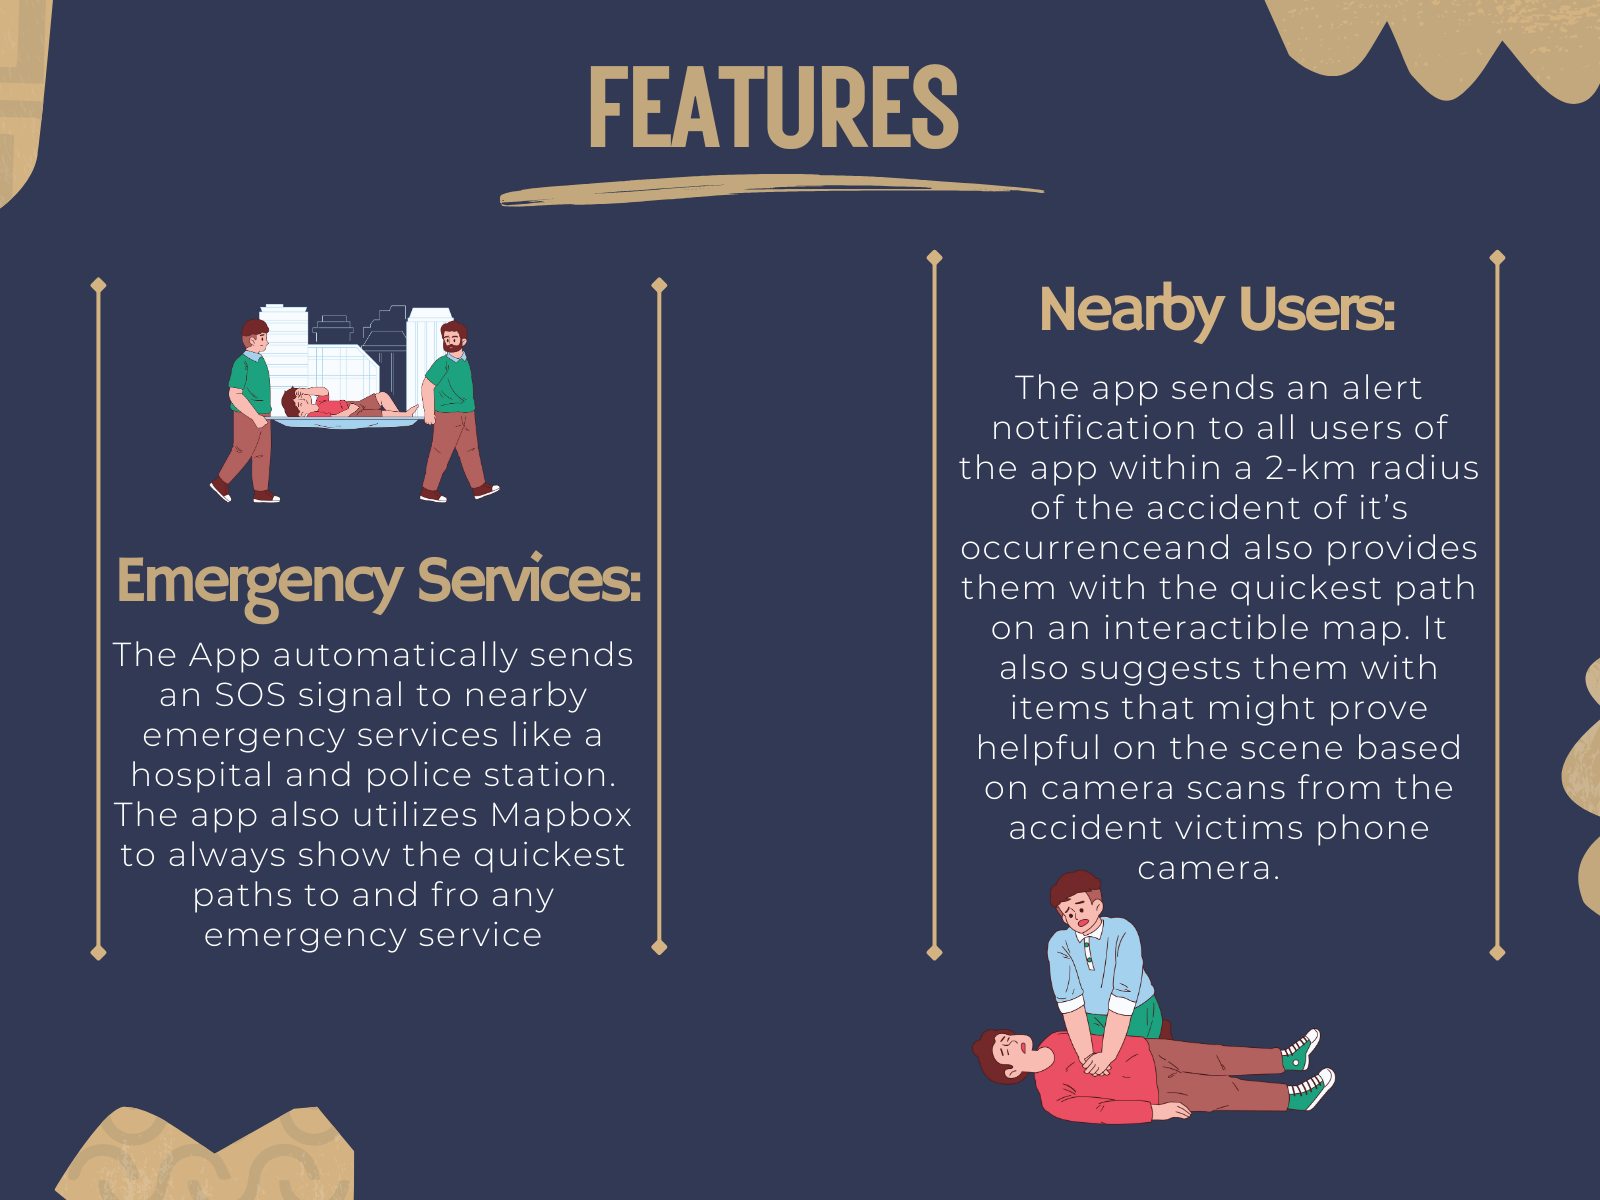 FEATURES
Emergency Services:
The App automatically sends
an SOS signal to nearby
emergency services like a
hospital and police station.
The app also utilizes Mapbox
to always show the quickest
paths to and fro any
emergency service
Nearby Users:
The app sends an alert
notification to all users of
the app within a 2-km radius
of the accident of it’s
occurrenceand also provides
them with the quickest path
on an interactible map. It
also suggests them with
items that might prove
helpful on the scene based
on camera scans from the
accident victims phone
camera.